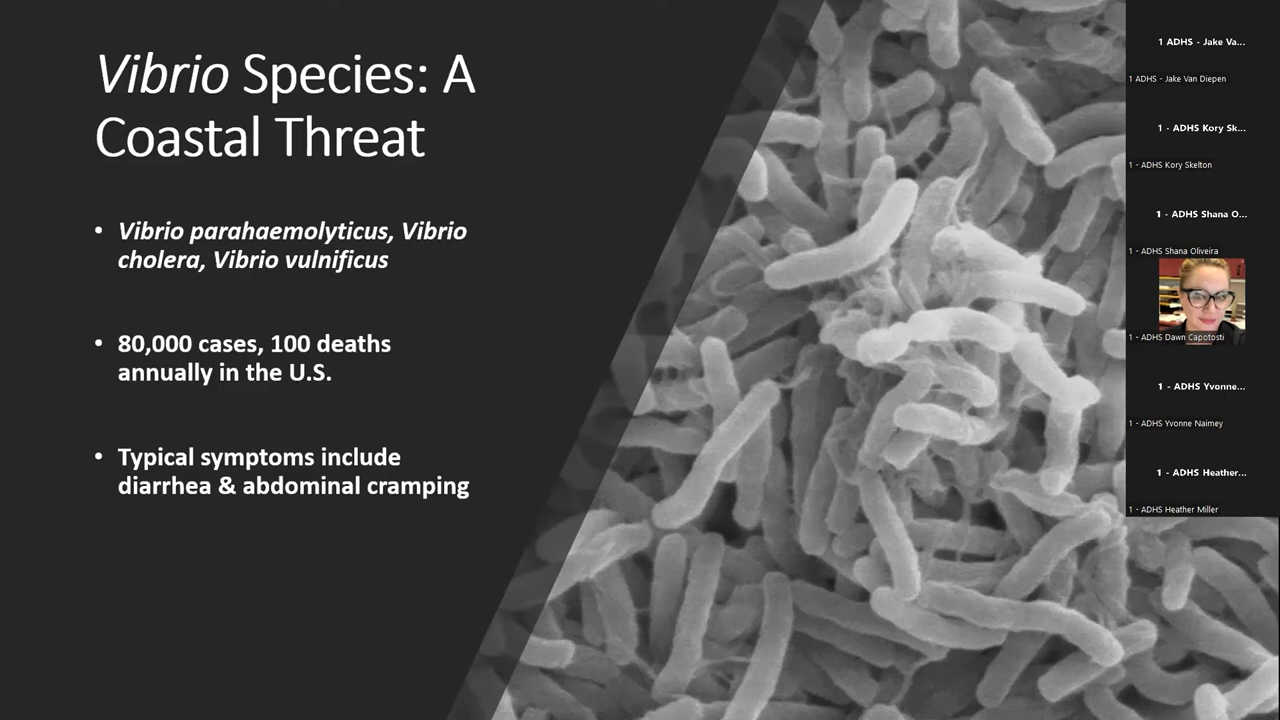 Vibrio Species: A
Coastal Threat
• Vibrio parahaemolyticus, Vibrio
cholera, Vibrio vulnificus
• 80,000 cases, 100 deaths
annually in the U.S.
• Typical symptoms include
diarrhea & abdominal cramping
1 ADHS - Jake Va...
1 ADHS - Jake Van Diepen
1 - ADHS Kory Sk...
1 - ADHS Kory Skelton
1 - ADHS Shana O...
1 - ADHS Shana Oliveira
1 - ADHS Dawn Capotosti
1 - ADHS Yvonne...
1 - ADHS Yvonne Naimey
1 - ADHS Heather...
1 - ADHS Heather Miller